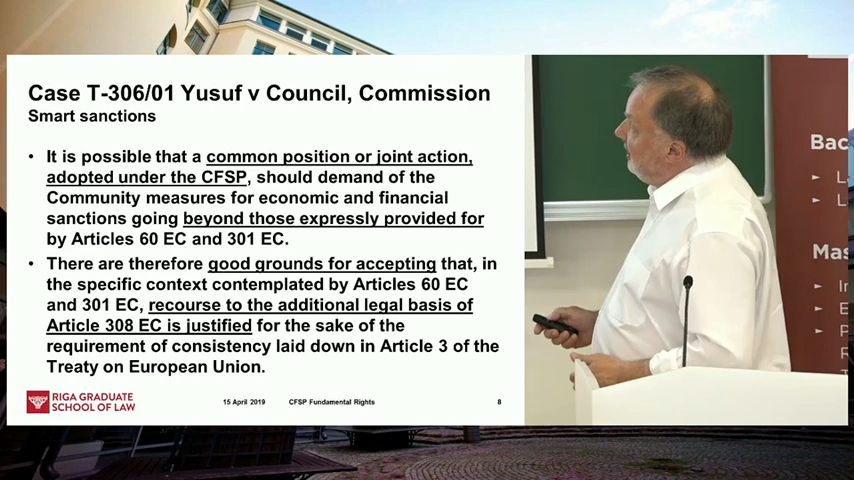 Case T-306/01 Yusuf v Council, Commission
Smart sanctions
• It is possible that a common position or joint action,
adopted under the CFSP, should demand of the
Community measures for economic and financial
sanctions going beyond those expressly provided for
by Articles 60 EC and 301 EC.
• There are therefore good grounds for accepting that, in
the specific context contemplated by Articles 60 EC
and 301 EC, recourse to the additional legal basis of
Article 308 EC is justified for the sake of the
requirement of consistency laid down in Article 3 of the
Treaty on European Union.
RIGA GRADUATE
SCHOOL OF LAW
15 April 2019 CFSP Fundamental Rights 8